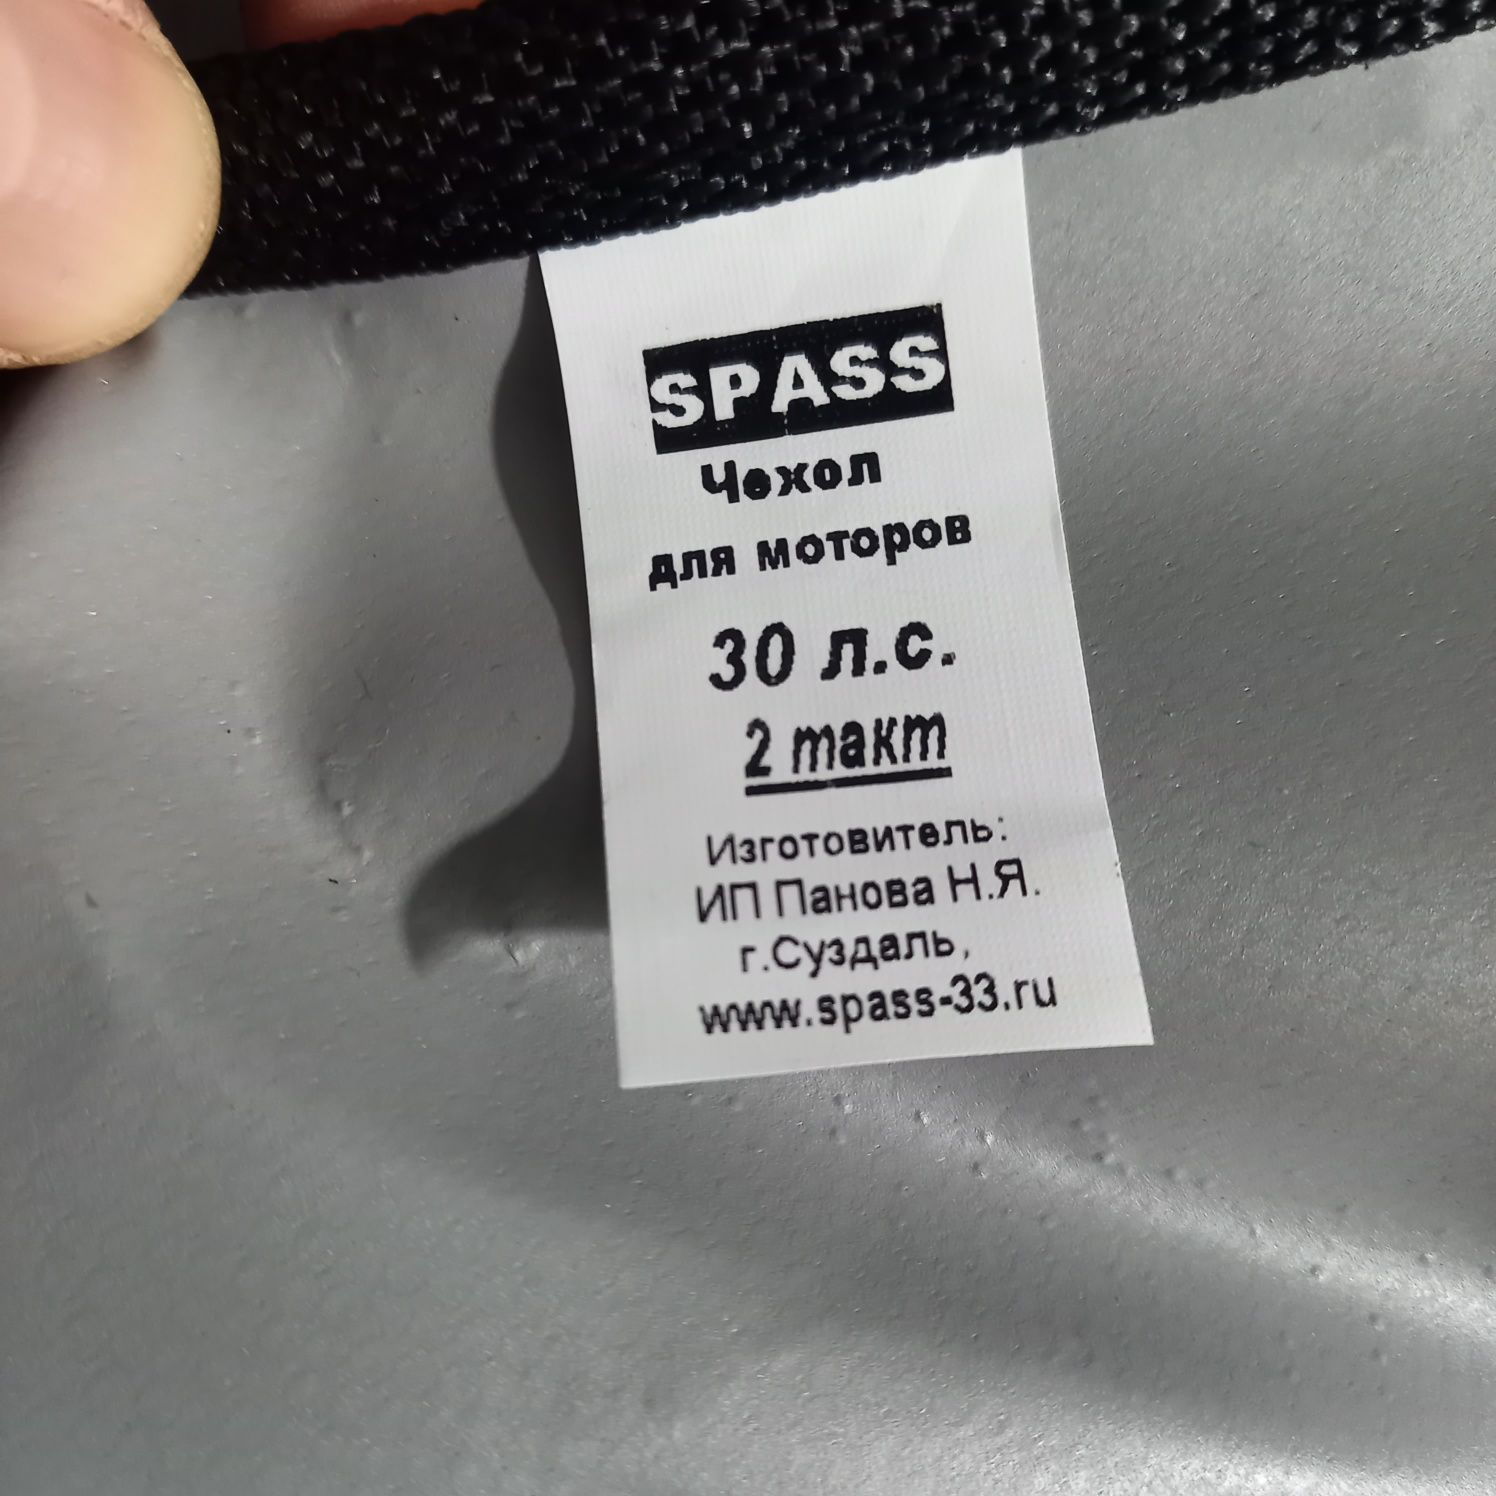 SPASS
Чехол
для моторов
30 л.с.
2 такт
Изготовитель:
ИП Панова Н.Я.
г.Суздаль,
www.spass-33.ru